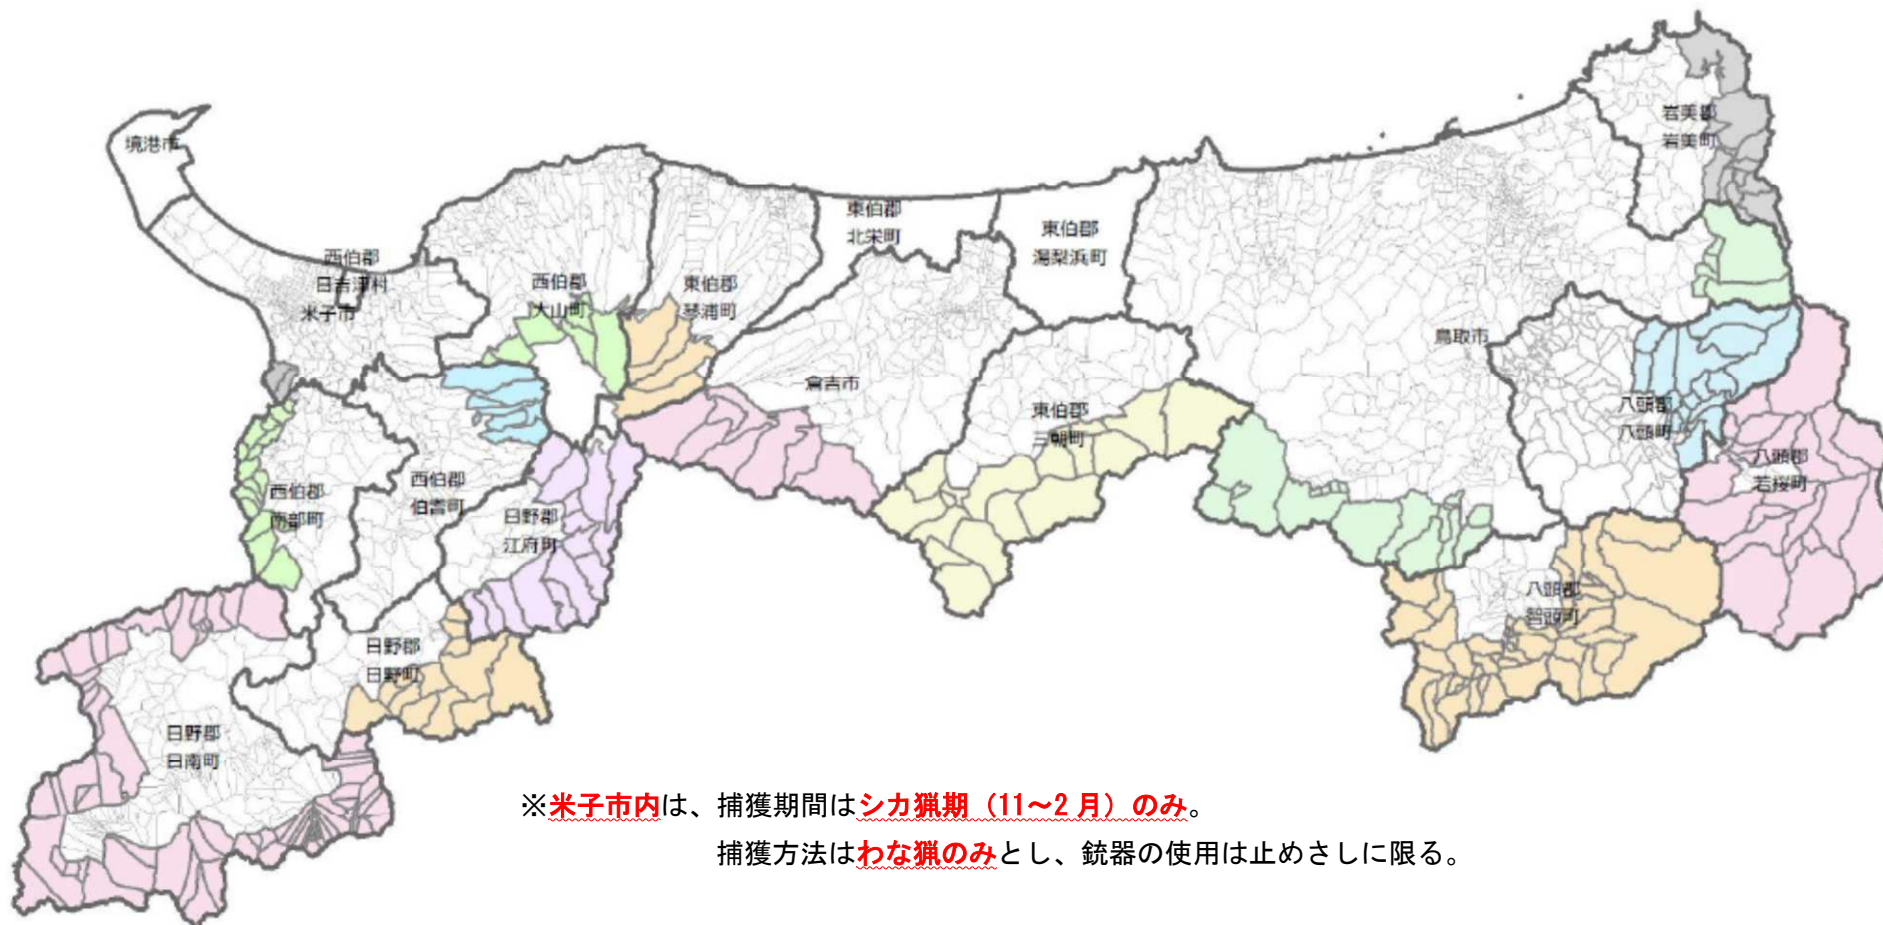 境港市
西伯郡
日吉津村
米子市
西伯郡
大山町
東伯郡
琴浦町
東伯郡
北栄町
東伯郡
湯梨浜町
岩美郡
岩美町
鳥取市
倉吉市
東伯郡
三朝町
八頭郡
八頭町
八頭郡
若桜町
西伯郡
南部町
西伯郡
伯耆町
日野郡
江府町
八頭郡
智頭町
日野郡
日野町
日野郡
日南町
※米子市内は、捕獲期間はシカ猟期（11～2月）のみ。
捕獲方法はわな猟のみとし、銃器の使用は止めさしに限る。